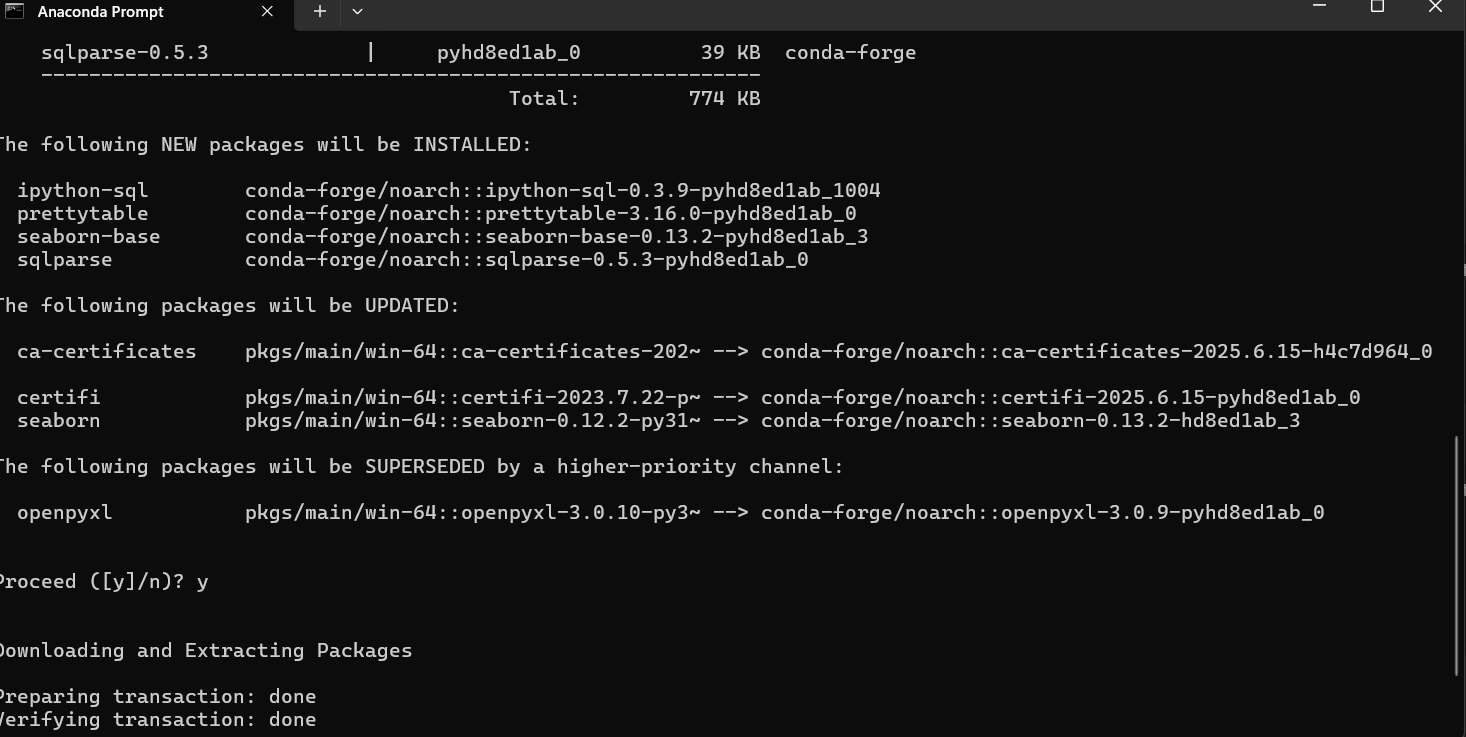 Anaconda Prompt
sqlparse-0.5.3 | pyhd8ed1ab_0 39 KB conda-forge
------------------------------------------------------------
Total: 774 KB
The following NEW packages will be INSTALLED:
ipython-sql conda-forge/noarch::ipython-sql-0.3.9-pyhd8ed1ab_1004
prettytable conda-forge/noarch::prettytable-3.16.0-pyhd8ed1ab_0
seaborn-base conda-forge/noarch::seaborn-base-0.13.2-pyhd8ed1ab_3
sqlparse conda-forge/noarch::sqlparse-0.5.3-pyhd8ed1ab_0
The following packages will be UPDATED:
ca-certificates pkgs/main/win-64::ca-certificates-202~ --> conda-forge/noarch::ca-certificates-2025.6.15-h4c7d964_0
certifi pkgs/main/win-64::certifi-2023.7.22-p~ --> conda-forge/noarch::certifi-2025.6.15-pyhd8ed1ab_0
seaborn pkgs/main/win-64::seaborn-0.12.2-py31~ --> conda-forge/noarch::seaborn-0.13.2-hd8ed1ab_3
The following packages will be SUPERSEDED by a higher-priority channel:
openpyxl pkgs/main/win-64::openpyxl-3.0.10-py3~ --> conda-forge/noarch::openpyxl-3.0.9-pyhd8ed1ab_0
Proceed ([y]/n)? y
Downloading and Extracting Packages
Preparing transaction: done
Verifying transaction: done